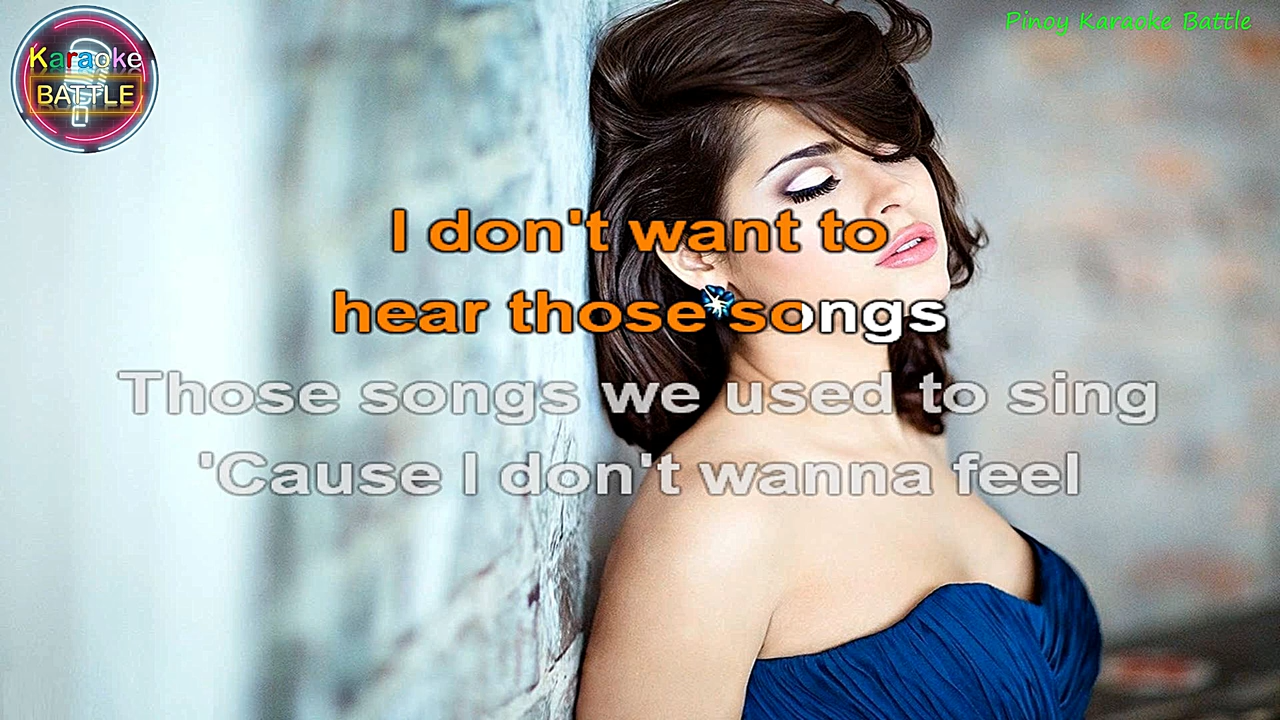 Karaoke
BATTLE
Pinoy Karaoke Battle
I don't want to
hear those songs
Those songs we used to sing
'Cause I don't wanna feel